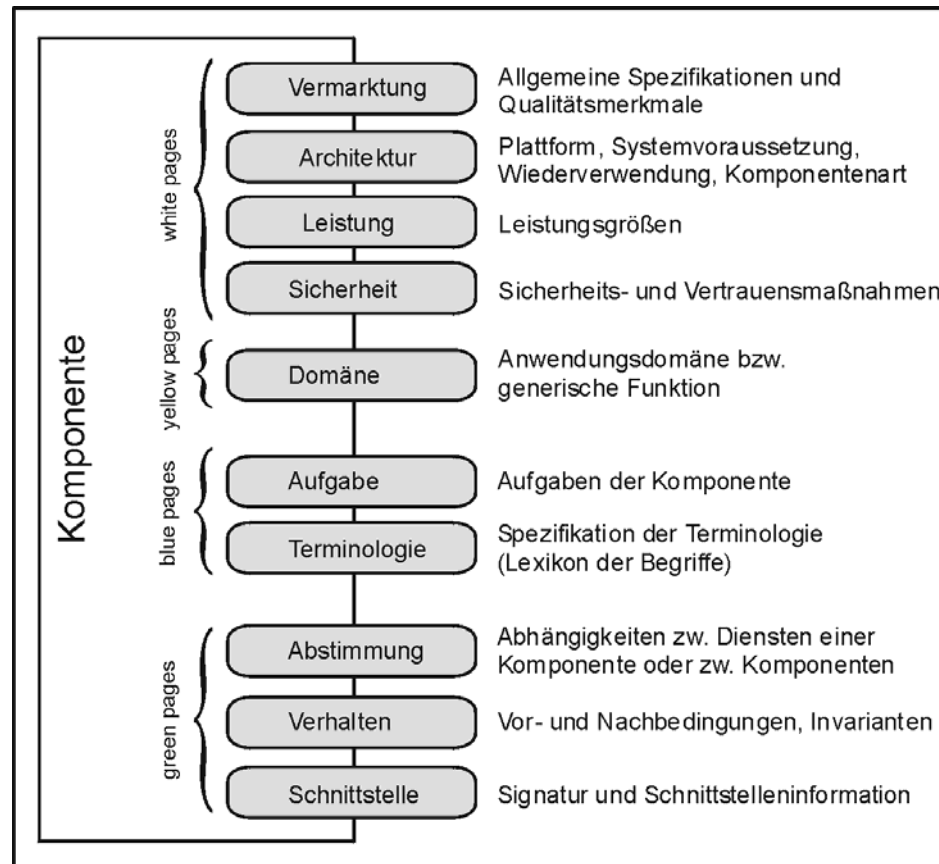 Komponente
white pages
Vermarktung
Allgemeine Spezifikationen und
Qualitätsmerkmale
Architektur
Plattform, Systemvoraussetzung,
Wiederverwendung, Komponentenart
Leistung
Leistungsgrößen
Sicherheit
Sicherheits- und Vertrauensmaßnahmen
yellow pages
Domäne
Anwendungsdomäne bzw.
generische Funktion
blue pages
Aufgabe
Aufgaben der Komponente
Terminologie
Spezifikation der Terminologie
(Lexikon der Begriffe)
green pages
Abstimmung
Abhängigkeiten zw. Diensten einer
Komponente oder zw. Komponenten
Verhalten
Vor- und Nachbedingungen, Invarianten
Schnittstelle
Signatur und Schnittstelleninformation